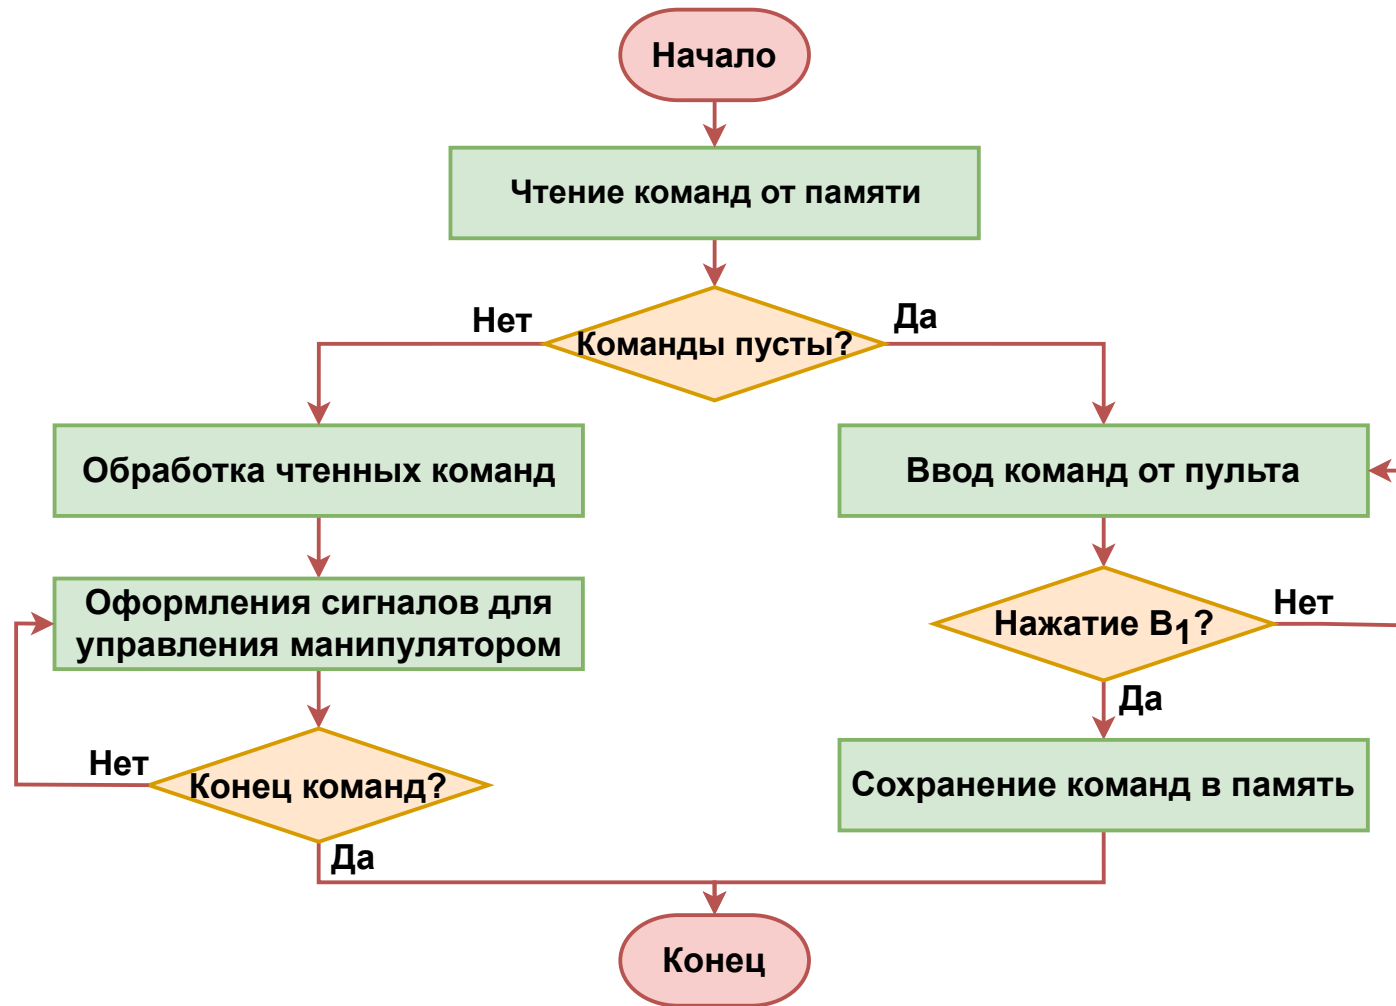 Начало
Чтение команд от памяти
Нет
Да
Команды пусты?
Обработка чтенных команд
Ввод команд от пульта
Оформления сигналов для
управления манипулятором
Нажатие B₁?
Нет
Да
Нет
Конец команд?
Сохранение команд в память
Да
Конец